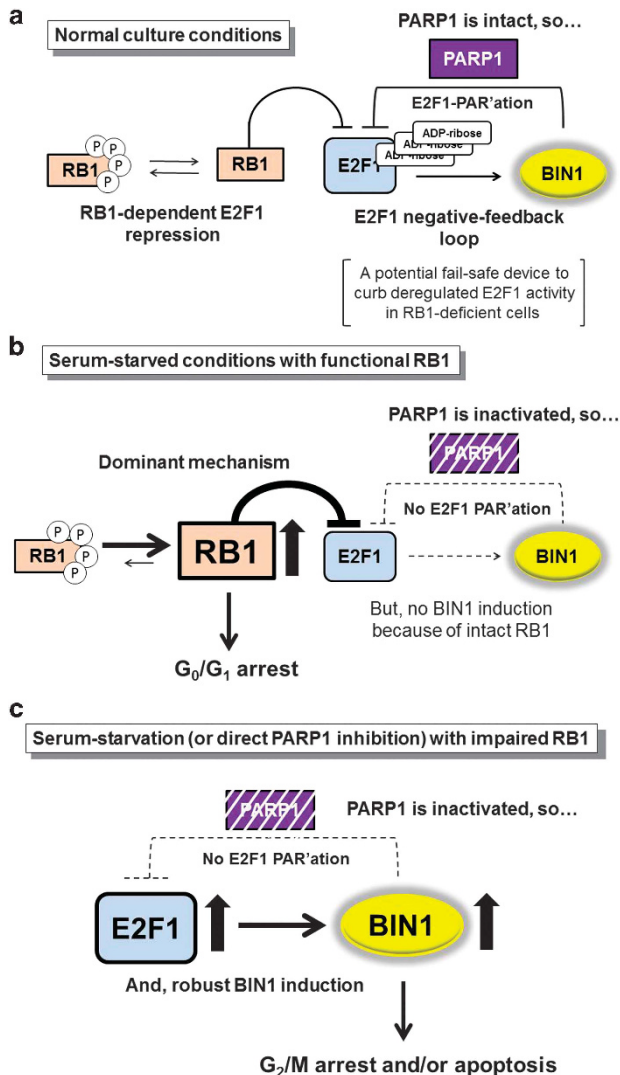 a
Normal culture conditions
PARP1 is intact, so…
PARP1
E2F1-PAR’ation
P
P
P
P
RB1
RB1
E2F1
ADP-ribose
ADP-ribose
ADP-ribose
BIN1
RB1-dependent E2F1
repression
E2F1 negative-feedback
loop
A potential fail-safe device to
curb deregulated E2F1 activity
in RB1-deficient cells
b
Serum-starved conditions with functional RB1
PARP1 is inactivated, so…
PARP1
Dominant mechanism
No E2F1 PAR’ation
P
P
P
P
RB1
RB1
E2F1
BIN1
But, no BIN1 induction
because of intact RB1
G₀/G₁ arrest
c
Serum-starvation (or direct PARP1 inhibition) with impaired RB1
PARP1
PARP1 is inactivated, so…
No E2F1 PAR’ation
E2F1
BIN1
And, robust BIN1 induction
G₂/M arrest and/or apoptosis